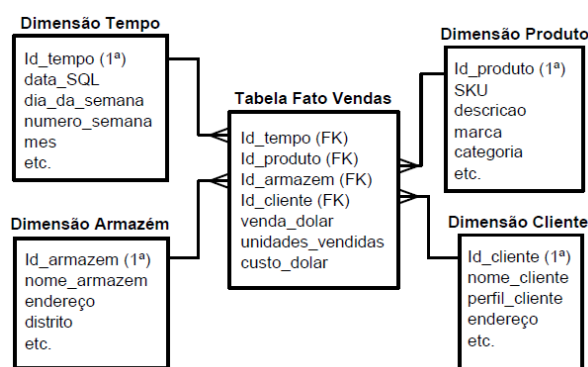 Dimensão Tempo
Id_tempo (1ª)
data_SQL
dia_da_semana
numero_semana
mes
etc.
Dimensão Produto
Id_produto (1ª)
SKU
descricao
marca
categoria
etc.
Tabela Fato Vendas
Id_tempo (FK)
Id_produto (FK)
Id_armazem (FK)
Id_cliente (FK)
venda_dolar
unidades_vendidas
custo_dolar
Dimensão Armazém
Id_armazem (1ª)
nome_armazem
endereço
distrito
etc.
Dimensão Cliente
Id_cliente (1ª)
nome_cliente
perfil_cliente
endereço
etc.